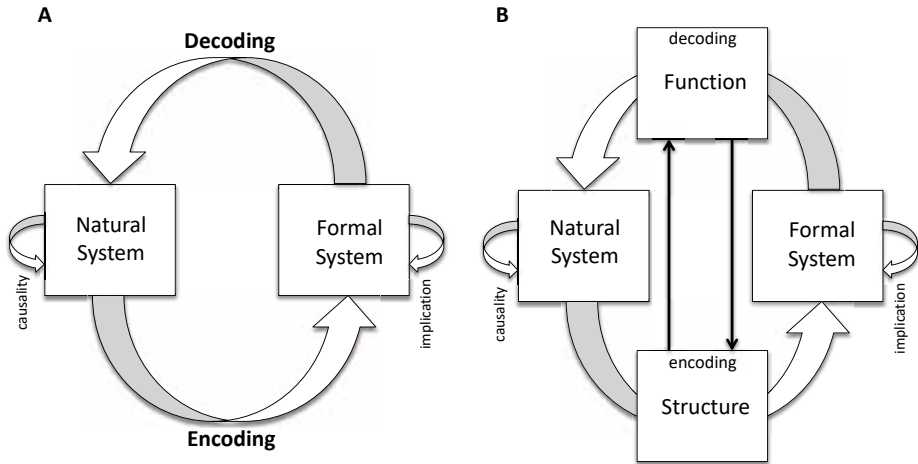 A
Decoding
Natural
System
Formal
System
causality
implication
Encoding
B
decoding
Function
Natural
System
Formal
System
causality
implication
encoding
Structure